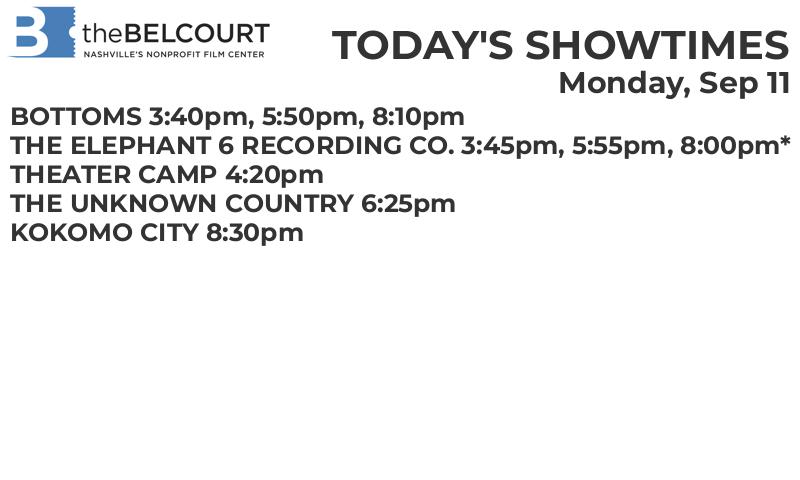 B theBELCOURT
NASHVILLE'S NONPROFIT FILM CENTER
TODAY'S SHOWTIMES
Monday, Sep 11
BOTTOMS 3:40pm, 5:50pm, 8:10pm
THE ELEPHANT 6 RECORDING CO. 3:45pm, 5:55pm, 8:00pm*
THEATER CAMP 4:20pm
THE UNKNOWN COUNTRY 6:25pm
KOKOMO CITY 8:30pm